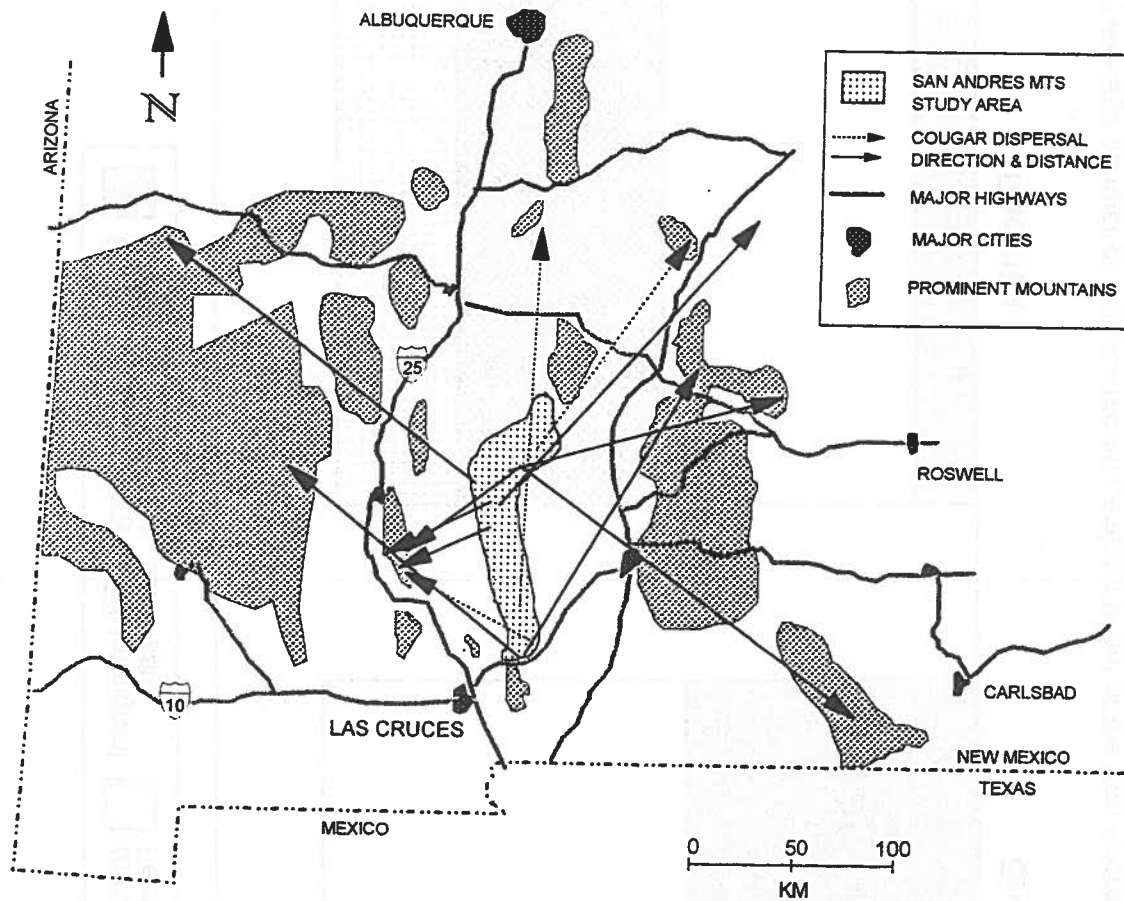 ALBUQUERQUE
N
ARIZONA
SAN ANDRES MTS
STUDY AREA
COUGAR DISPERSAL
DIRECTION & DISTANCE
MAJOR HIGHWAYS
MAJOR CITIES
PROMINENT MOUNTAINS
25
ROSWELL
10
LAS CRUCES
CARLSBAD
NEW MEXICO
TEXAS
MEXICO
0 50 100
KM